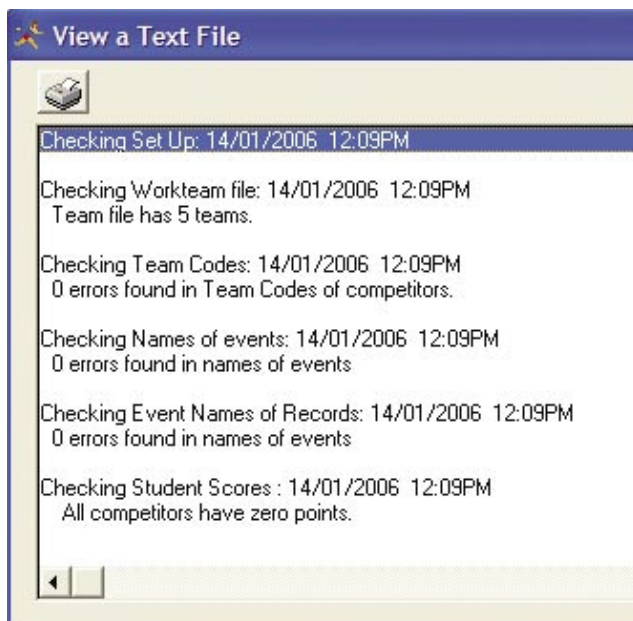 View a Text File
Checking Set Up: 14/01/2006 12:09PM
Checking Workteam file: 14/01/2006 12:09PM
Team file has 5 teams.
Checking Team Codes: 14/01/2006 12:09PM
0 errors found in Team Codes of competitors.
Checking Names of events: 14/01/2006 12:09PM
0 errors found in names of events
Checking Event Names of Records: 14/01/2006 12:09PM
0 errors found in names of events
Checking Student Scores : 14/01/2006 12:09PM
All competitors have zero points.